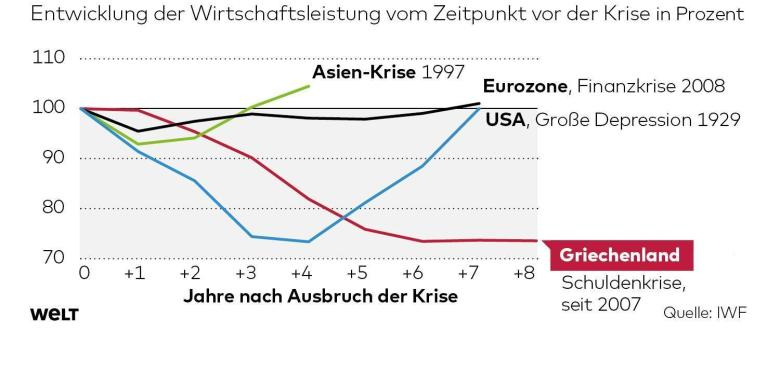 Entwicklung der Wirtschaftsleistung vom Zeitpunkt vor der Krise in Prozent
110
Asien-Krise 1997
Eurozone, Finanzkrise 2008
100
USA, Große Depression 1929
90
80
70
0 +1 +2 +3 +4 +5 +6 +7 +8
Griechenland
Schuldenkrise,
seit 2007
Jahre nach Ausbruch der Krise
WELT
Quelle: IWF